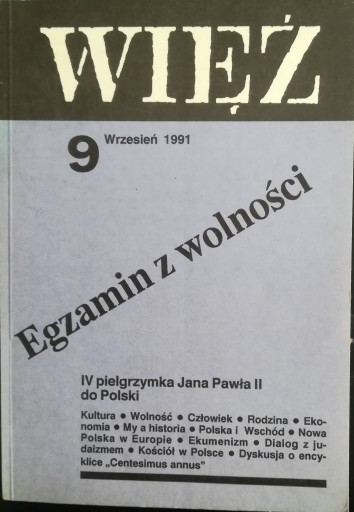 WIĘŹ
9
Wrzesień 1991
Egzamin z wolności
IV pielgrzymka Jana Pawła II
do Polski
Kultura ● Wolność ● Człowiek ● Rodzina ● Eko-
nomia ● My a historia ● Polska i Wschód ● Nowa
Polska w Europie ● Ekumenizm ● Dialog z ju-
daizmem ● Kościół w Polsce ● Dyskusja o ency-
klice „Centesimus annus”